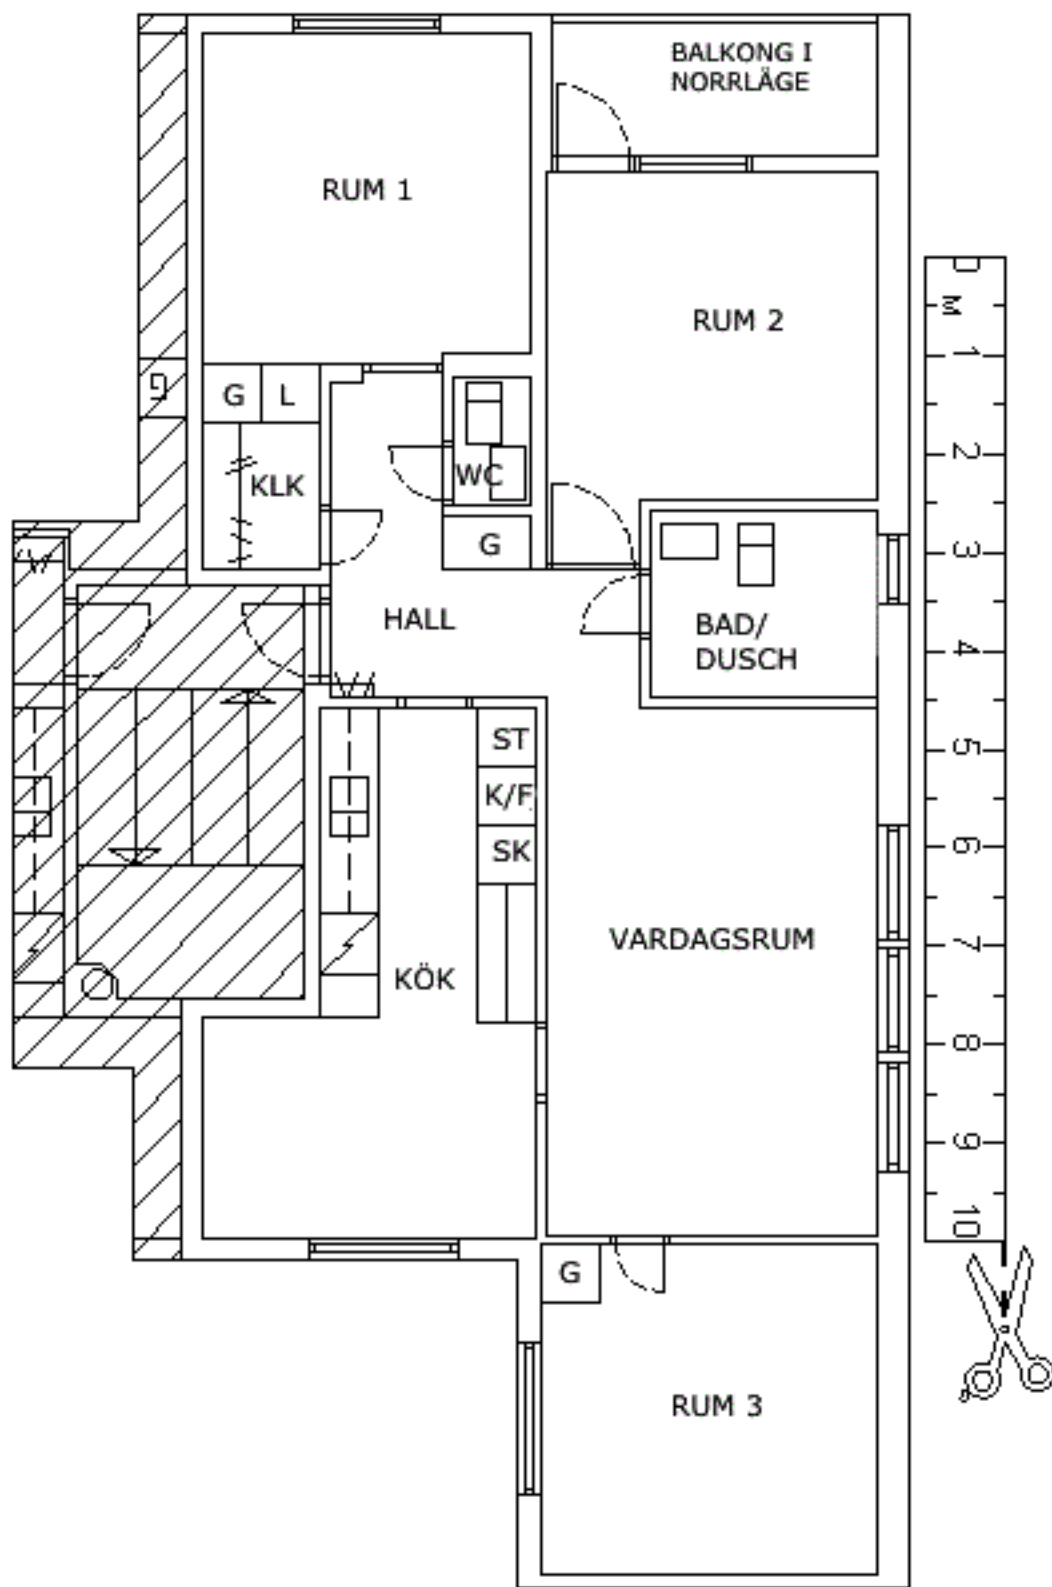 BALKONG I
NORRLÄGE
RUM 1
RUM 2
G L
G
KLK
WC
G
HALL
BAD/
DUSCH
ST
K/F
SK
VARDAGSRUM
KÖK
G
RUM 3
0
M
1
2
3
4
5
6
7
8
9
10